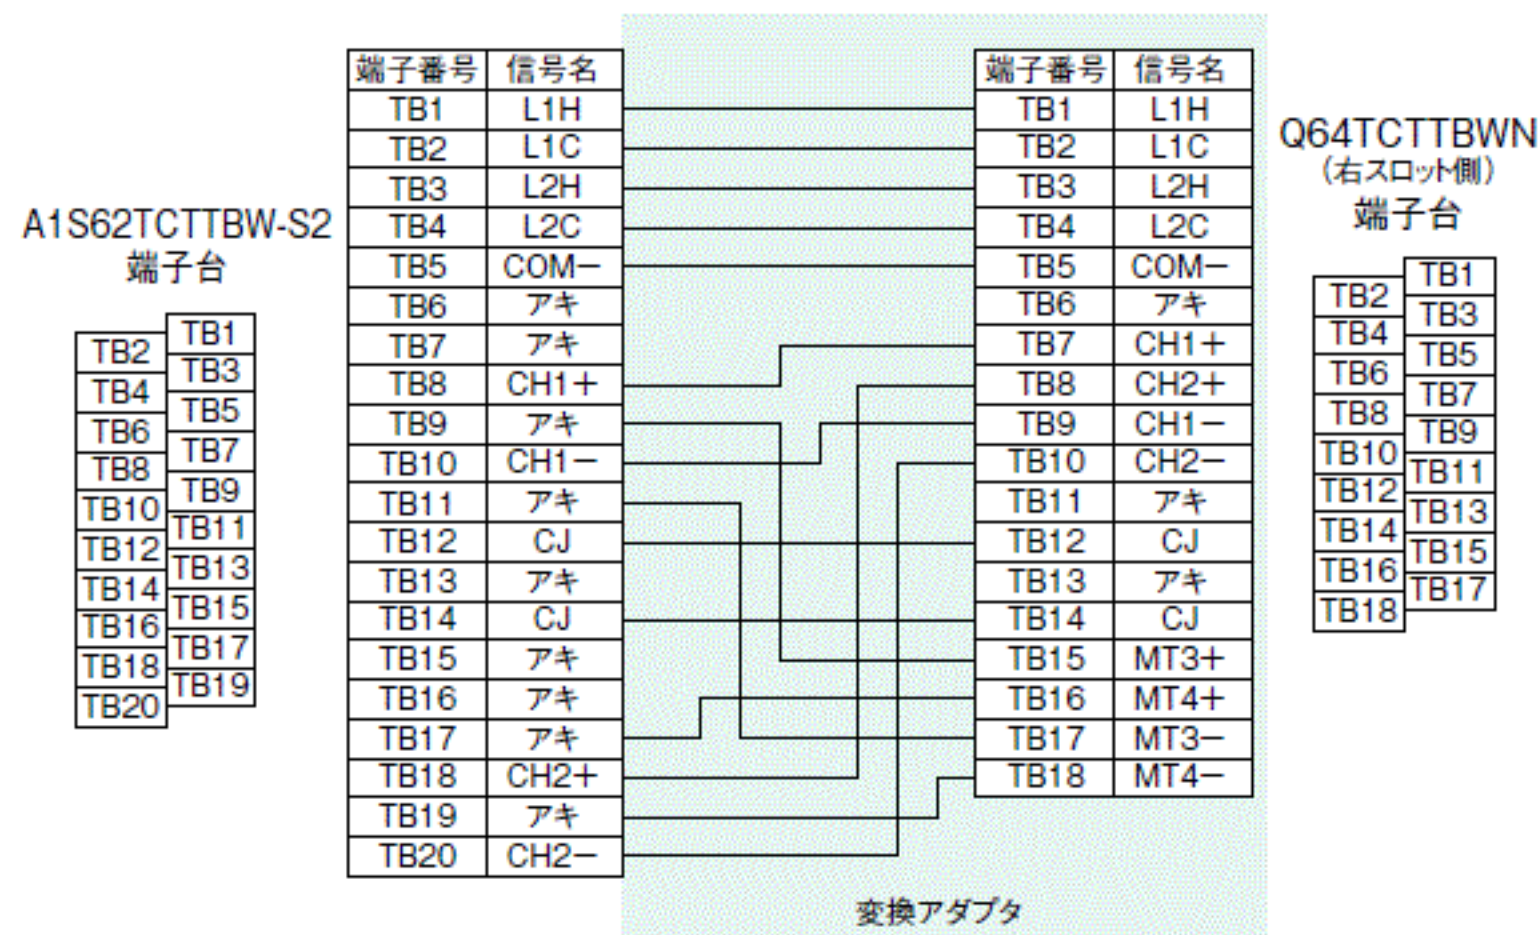 A1S62TCTTBW-S2
端子台
TB1
TB2
TB3
TB4
TB5
TB6
TB7
TB8
TB9
TB10
TB11
TB12
TB13
TB14
TB15
TB16
TB17
TB18
TB19
TB20
端子番号 信号名
TB1 L1H
TB2 L1C
TB3 L2H
TB4 L2C
TB5 COM−
TB6 アキ
TB7 アキ
TB8 CH1+
TB9 アキ
TB10 CH1−
TB11 アキ
TB12 CJ
TB13 アキ
TB14 CJ
TB15 アキ
TB16 アキ
TB17 アキ
TB18 CH2+
TB19 アキ
TB20 CH2−
端子番号 信号名
TB1 L1H
TB2 L1C
TB3 L2H
TB4 L2C
TB5 COM−
TB6 アキ
TB7 CH1+
TB8 CH2+
TB9 CH1−
TB10 CH2−
TB11 アキ
TB12 CJ
TB13 アキ
TB14 CJ
TB15 MT3+
TB16 MT4+
TB17 MT3−
TB18 MT4−
変換アダプタ
Q64TCTTBWN
(右スロット側)
端子台
TB1
TB2
TB3
TB4
TB5
TB6
TB7
TB8
TB9
TB10
TB11
TB12
TB13
TB14
TB15
TB16
TB17
TB18